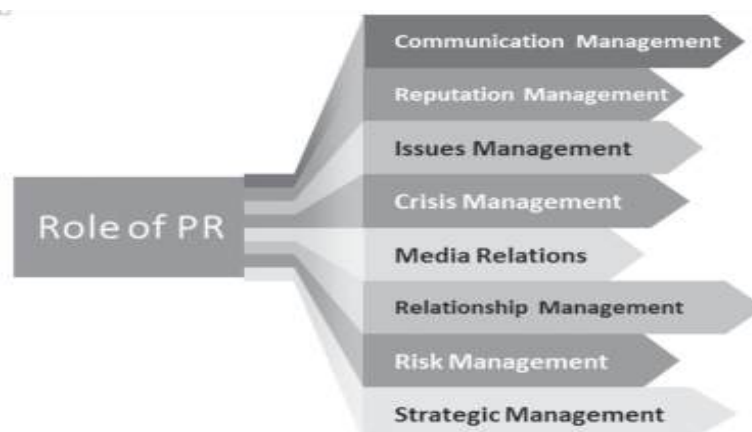 Communication Management
Reputation Management
Issues Management
Role of PR
Crisis Management
Media Relations
Relationship Management
Risk Management
Strategic Management